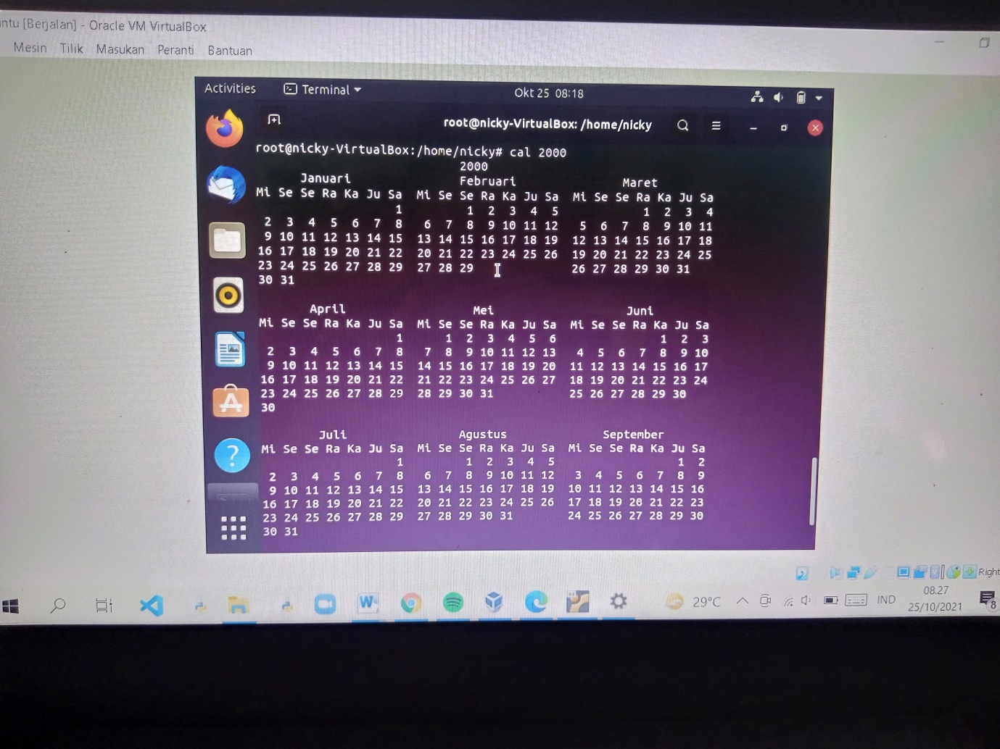 ntu [Berjalan] - Oracle VM VirtualBox
Mesin Tilik Masukan Peranti Bantuan
Activities Terminal Okt 25 08:18
root@nicky-VirtualBox: /home/nicky
root@nicky-VirtualBox:/home/nicky# cal 2000
2000
Januari Februari Maret
Mi Se Se Ra Ka Ju Sa Mi Se Se Ra Ka Ju Sa Mi Se Se Ra Ka Ju Sa
1 1 2 3 4 5 1 2 3 4
2 3 4 5 6 7 8 6 7 8 9 10 11 12 5 6 7 8 9 10 11
9 10 11 12 13 14 15 13 14 15 16 17 18 19 12 13 14 15 16 17 18
16 17 18 19 20 21 22 20 21 22 23 24 25 26 19 20 21 22 23 24 25
23 24 25 26 27 28 29 27 28 29 26 27 28 29 30 31
30 31
April Mei Juni
Mi Se Se Ra Ka Ju Sa Mi Se Se Ra Ka Ju Sa Mi Se Se Ra Ka Ju Sa
1 1 2 3 4 5 6 1 2 3
2 3 4 5 6 7 8 7 8 9 10 11 12 13 4 5 6 7 8 9 10
9 10 11 12 13 14 15 14 15 16 17 18 19 20 11 12 13 14 15 16 17
16 17 18 19 20 21 22 21 22 23 24 25 26 27 18 19 20 21 22 23 24
23 24 25 26 27 28 29 28 29 30 31 25 26 27 28 29 30
30
Juli Agustus September
Mi Se Se Ra Ka Ju Sa Mi Se Se Ra Ka Ju Sa Mi Se Se Ra Ka Ju Sa
1 1 2 3 4 5 1 2
2 3 4 5 6 7 8 6 7 8 9 10 11 12 3 4 5 6 7 8 9
9 10 11 12 13 14 15 13 14 15 16 17 18 19 10 11 12 13 14 15 16
16 17 18 19 20 21 22 20 21 22 23 24 25 26 17 18 19 20 21 22 23
23 24 25 26 27 28 29 27 28 29 30 31 24 25 26 27 28 29 30
30 31
Right
29°C IND 08.27
25/10/2021 8